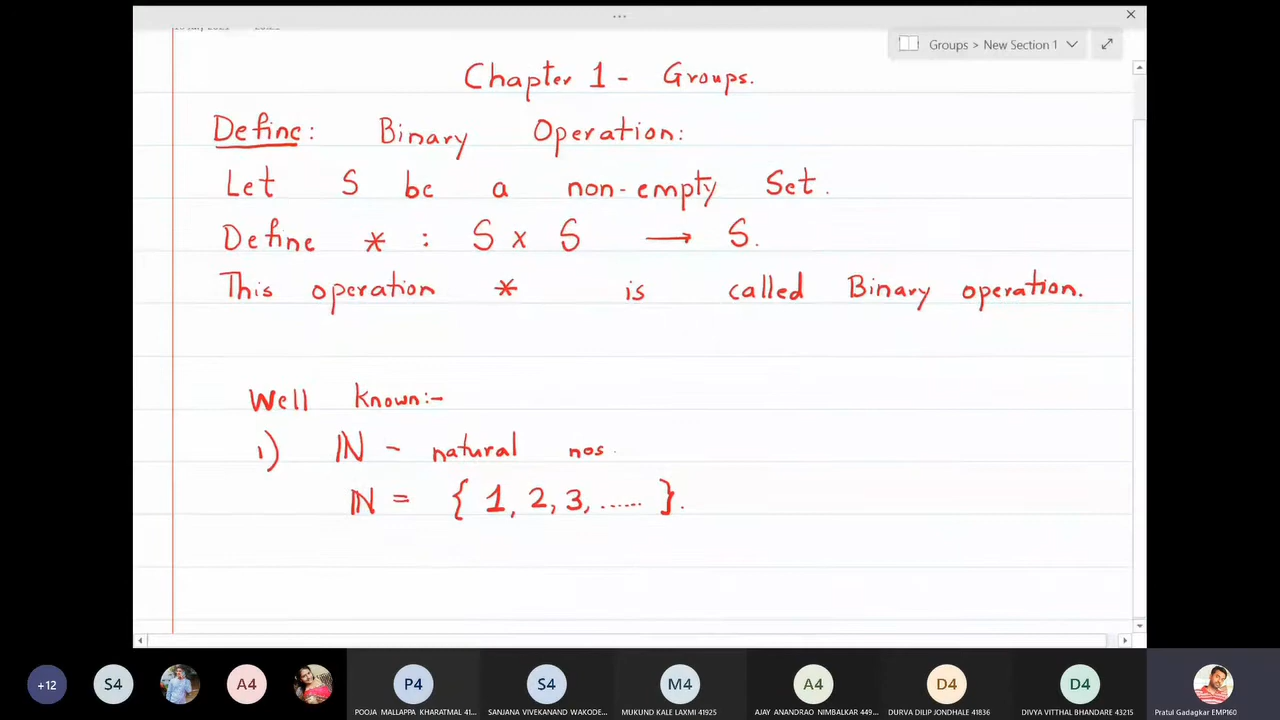 Groups > New Section 1
Chapter 1 - Groups.
Define: Binary Operation:
Let S be a non-empty Set.
Define * : S x S → S.
This operation * is called Binary operation.
Well known:-
1) ℕ - natural nos.
ℕ = { 1, 2, 3, ...... }.
+12 S4 A4 P4 S4 M4 A4 D4 D4
POOJA MALLAPPA KHARATMAL 41... SANJANA VIVEKANAND WAKODE... MUKUND KALE LAXMI 41925 AJAY ANANDRAO NIMBALKAR 449... DURVA DILIP JONDHALE 41836 DIVYA VITTHAL BHANDARE 43215 Pratul Gadagkar EMP160